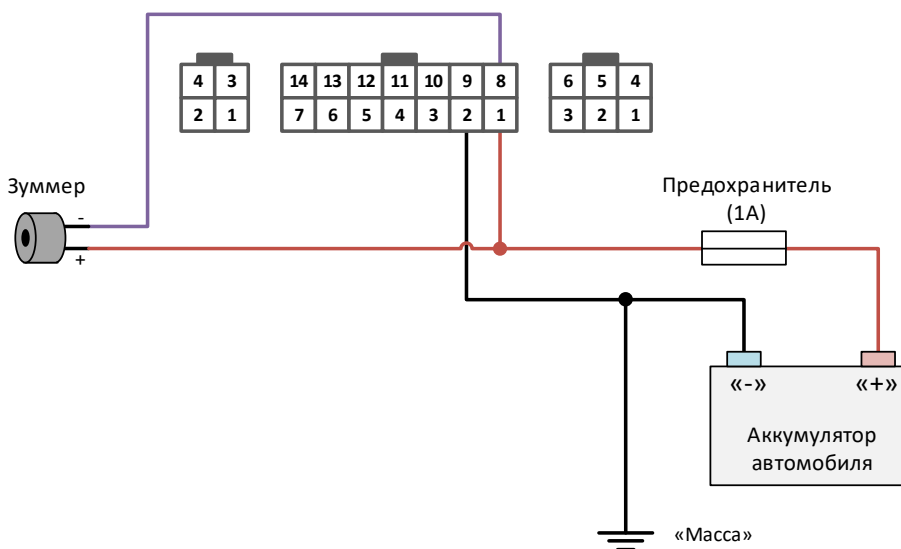 4 3
2 1
14 13 12 11 10 9 8
7 6 5 4 3 2 1
6 5 4
3 2 1
Зуммер
-
+
Предохранитель
(1А)
«-» «+»
Аккумулятор
автомобиля
«Масса»